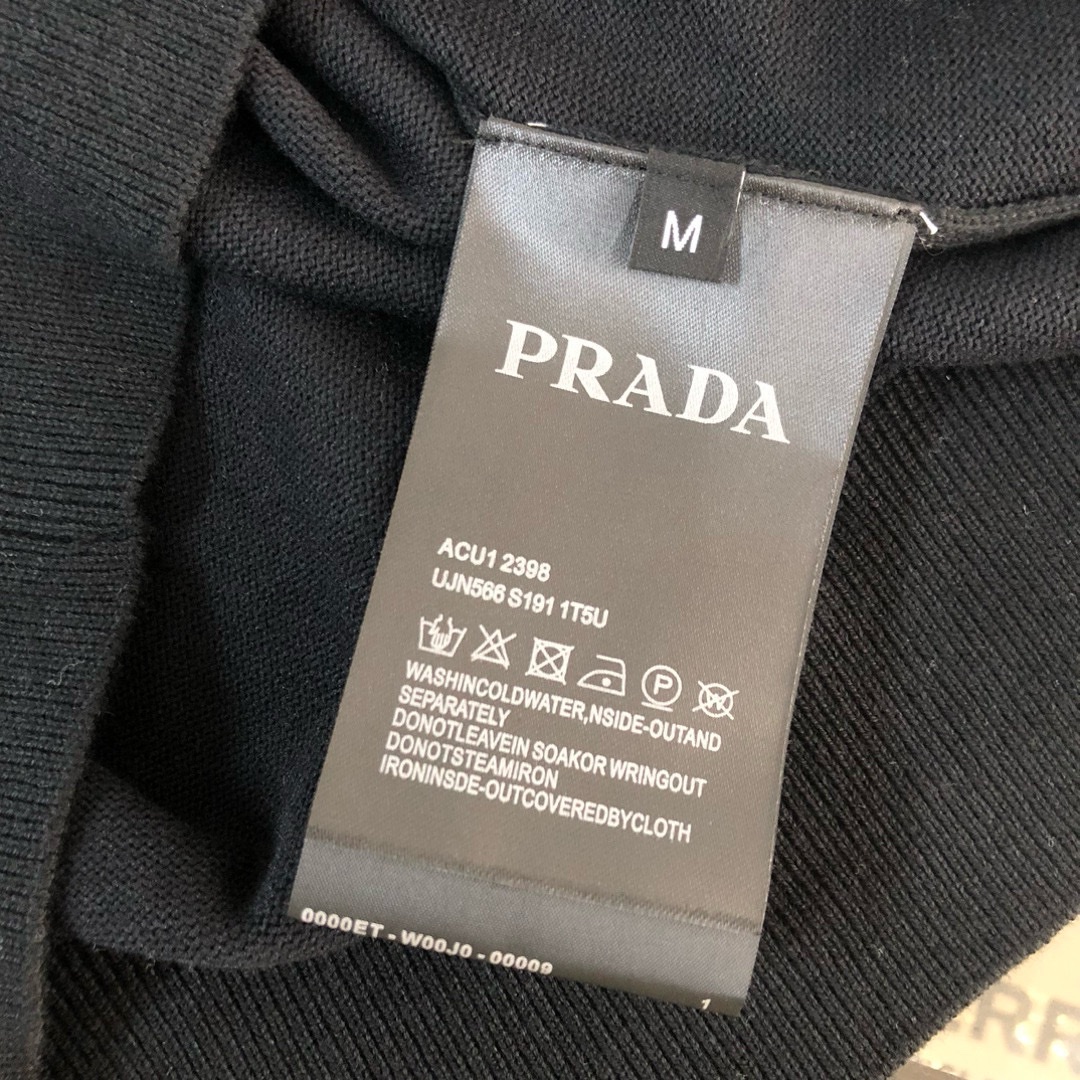 M
PRADA
ACU1 2398
UJN566 S191 1T5U
P
W
WASHINCOLDWATER,NSIDE-OUTAND
SEPARATELY
DONOTLEAVEIN SOAKOR WRINGOUT
DONOTSTEAMIRON
IRONINSDE-OUTCOVEREDBYCLOTH
0000ET - W00J0 - 00009
1